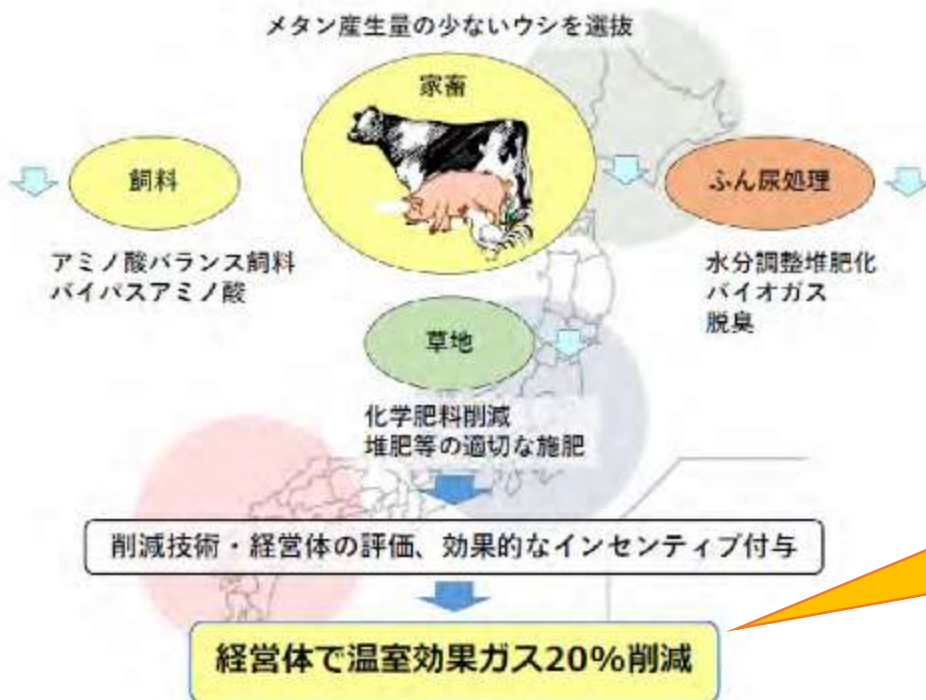 メタン産生量の少ないウシを選抜
家畜
飼料
ふん尿処理
アミノ酸バランス飼料
バイパスアミノ酸
水分調整堆肥化
バイオガス
脱臭
草地
化学肥料削減
堆肥等の適切な施肥
削減技術・経営体の評価、効果的なインセンティブ付与
経営体で温室効果ガス20%削減